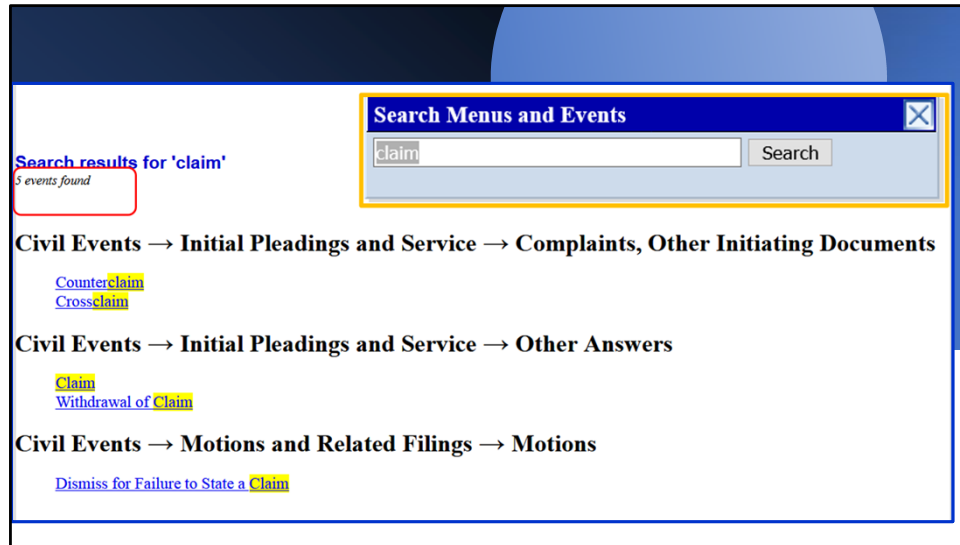 Search Menus and Events
claim
Search
Search results for 'claim'
5 events found
Civil Events → Initial Pleadings and Service → Complaints, Other Initiating Documents
Counterclaim
Crossclaim
Civil Events → Initial Pleadings and Service → Other Answers
Claim
Withdrawal of Claim
Civil Events → Motions and Related Filings → Motions
Dismiss for Failure to State a Claim